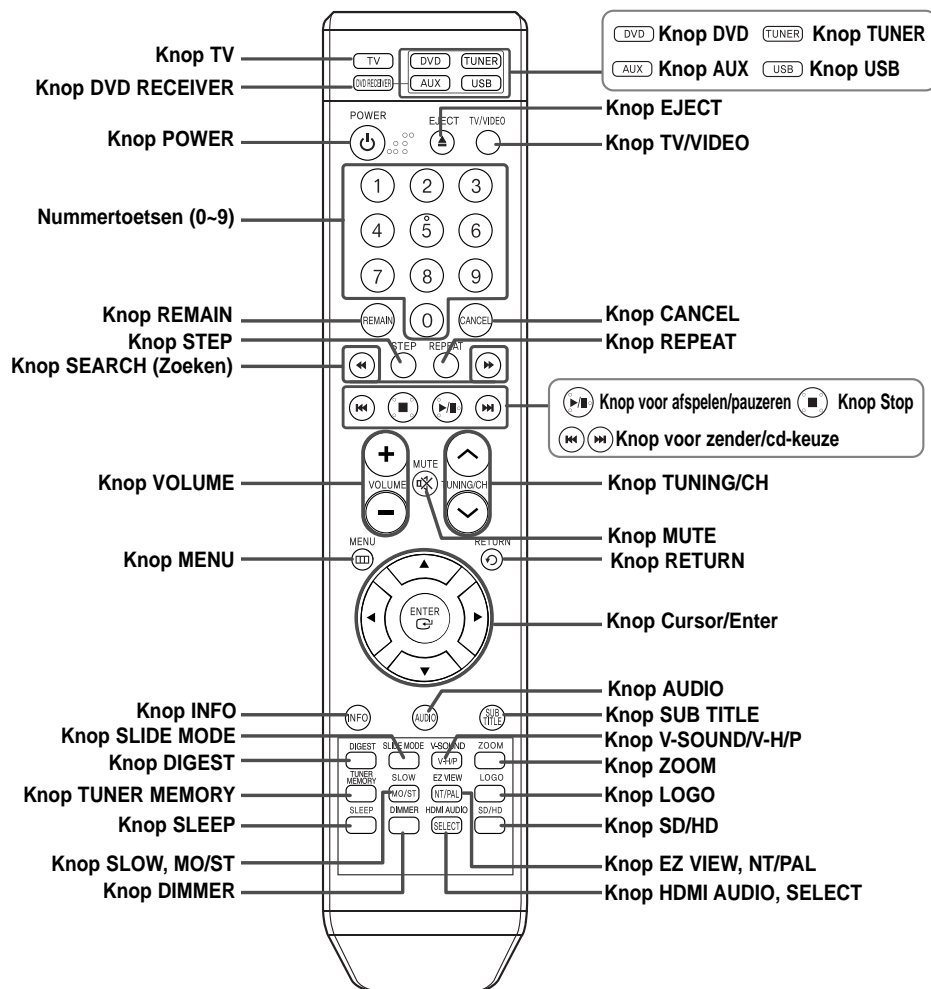 Knop TV
Knop DVD RECEIVER
Knop POWER
Nummertoetsen (0~9)
Knop REMAIN
Knop STEP
Knop SEARCH (Zoeken)
Knop VOLUME
Knop MENU
Knop INFO
Knop SLIDE MODE
Knop DIGEST
Knop TUNER MEMORY
Knop SLEEP
Knop SLOW, MO/ST
Knop DIMMER
TV DVD TUNER
DVD RECEIVER AUX USB
POWER EJECT TV/VIDEO
1 2 3
4 5 6
7 8 9
REMAIN 0 CANCEL
STEP REPEAT
MUTE
VOLUME TUNING/CH
MENU RETURN
ENTER
INFO AUDIO SUB TITLE
DIGEST SLIDE MODE V-SOUND ZOOM
V-H/P
TUNER MEMORY SLOW EZ VIEW LOGO
MO/ST NT/PAL
SLEEP DIMMER HDMI AUDIO SD/HD
SELECT
DVD Knop DVD TUNER Knop TUNER
AUX Knop AUX USB Knop USB
Knop EJECT
Knop TV/VIDEO
Knop CANCEL
Knop REPEAT
Knop voor afspelen/pauzeren Knop Stop
Knop voor zender/cd-keuze
Knop TUNING/CH
Knop MUTE
Knop RETURN
Knop Cursor/Enter
Knop AUDIO
Knop SUB TITLE
Knop V-SOUND/V-H/P
Knop ZOOM
Knop LOGO
Knop SD/HD
Knop EZ VIEW, NT/PAL
Knop HDMI AUDIO, SELECT